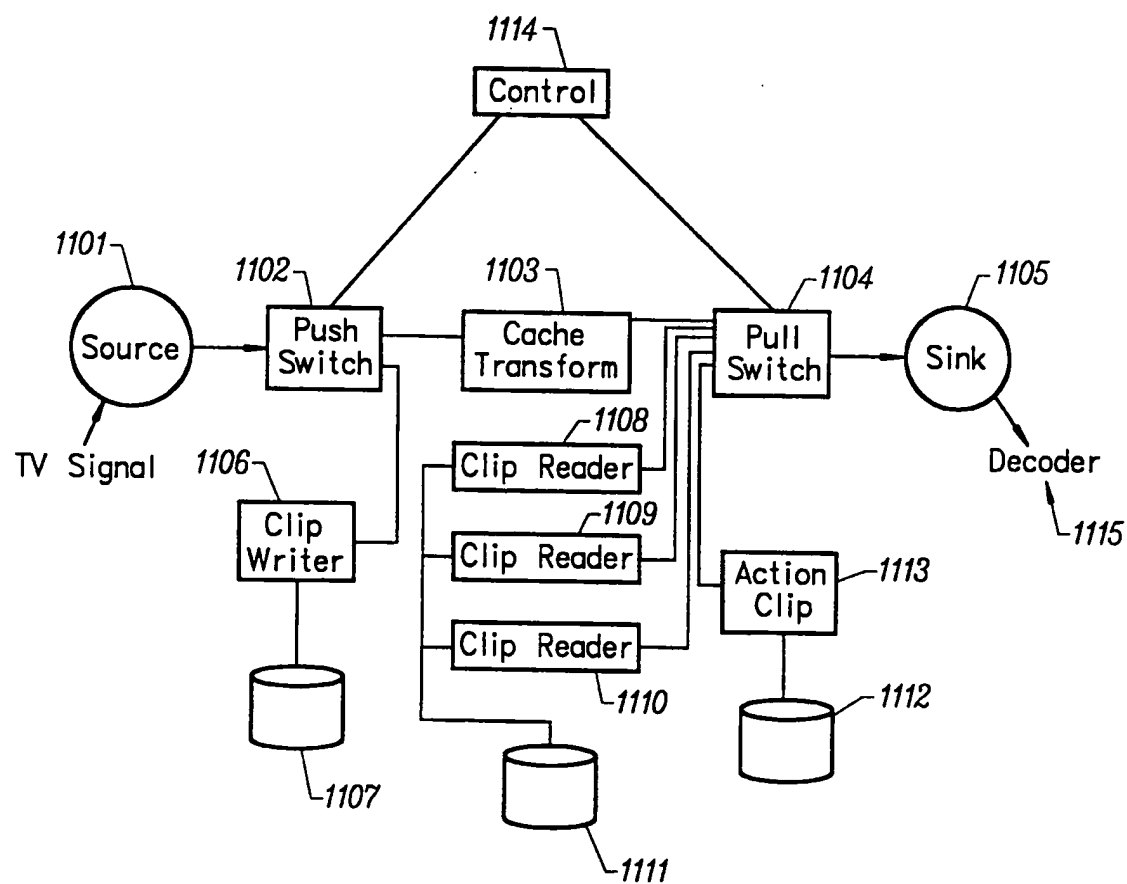 1114
Control
1101
1102
1103
1104
1105
Source
Push
Switch
Cache
Transform
Pull
Switch
Sink
TV Signal
1106
1108
Clip Reader
Decoder
Clip
Writer
1109
Clip Reader
1115
Action
Clip
1113
Clip Reader
1110
1112
1107
1111